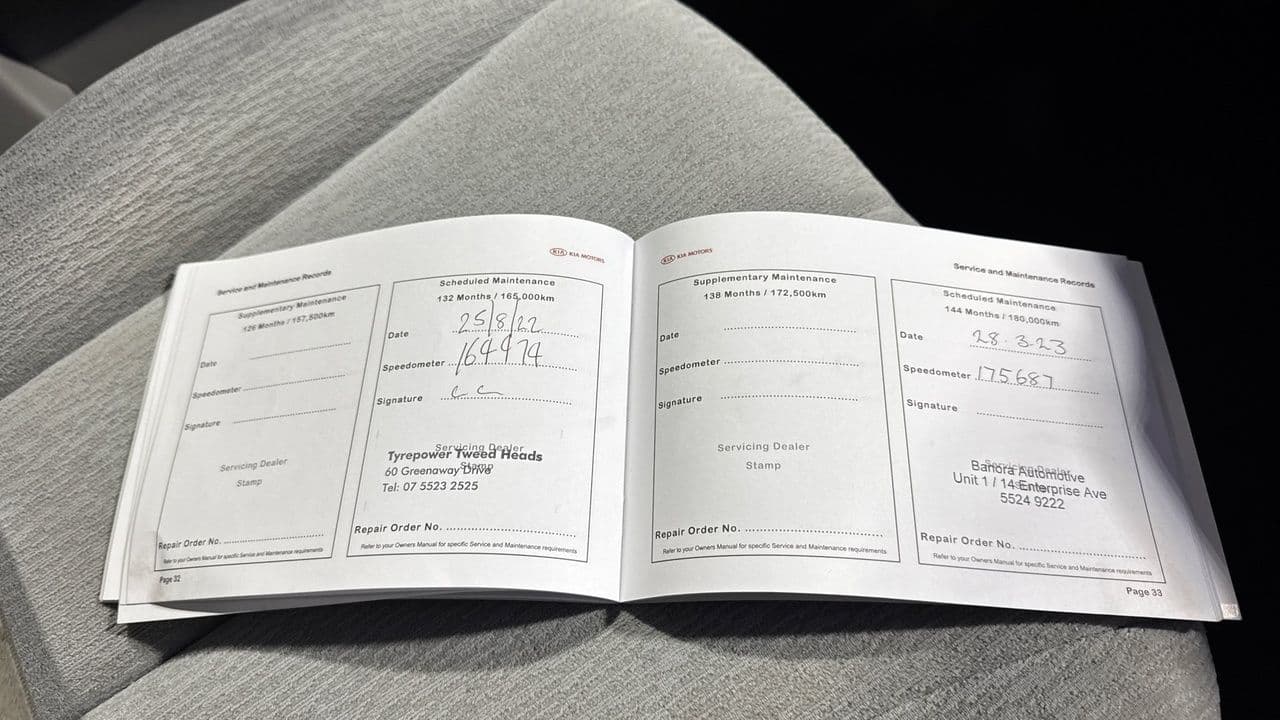 Service and Maintenance Records
KIA KIA MOTORS
Supplementary Maintenance
126 Months / 157,500km
Date
Speedometer
Signature
Servicing Dealer
Stamp
Repair Order No.
Refer to your Owners Manual for specific Service and Maintenance requirements
Page 32
Scheduled Maintenance
132 Months / 165,000km
Date 25/8/22
Speedometer 164974
Signature
Servicing Dealer
Tyrepower Tweed Heads
Stamp
60 Greenaway Drive
Tel: 07 5523 2525
Repair Order No.
Refer to your Owners Manual for specific Service and Maintenance requirements
KIA KIA MOTORS
Service and Maintenance Records
Supplementary Maintenance
138 Months / 172,500km
Date
Speedometer
Signature
Servicing Dealer
Stamp
Repair Order No.
Refer to your Owners Manual for specific Service and Maintenance requirements
Scheduled Maintenance
144 Months / 180,000km
Date 28.3.23
Speedometer 175687
Signature
Servicing Dealer
Banora Automotive
Stamp
Unit 1 / 14 Enterprise Ave
5524 9222
Repair Order No.
Refer to your Owners Manual for specific Service and Maintenance requirements
Page 33